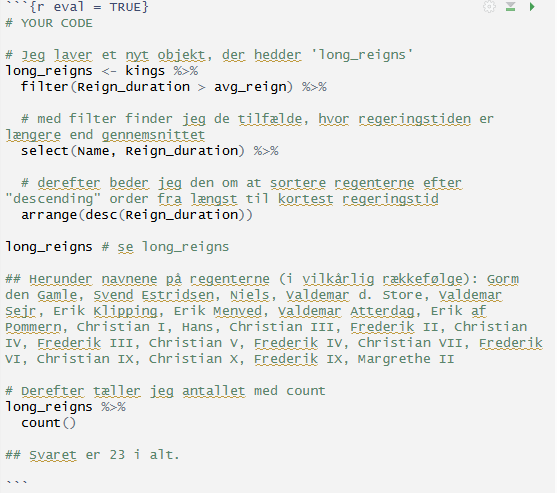 ```{r eval = TRUE}
# YOUR CODE
# Jeg laver et nyt objekt, der hedder 'long_reigns'
long_reigns <- kings %>%
filter(Reign_duration > avg_reign) %>%
# med filter finder jeg de tilfælde, hvor regeringstiden er
længere end gennemsnittet
select(Name, Reign_duration) %>%
# derefter beder jeg den om at sortere regenterne efter
"descending" order fra længst til kortest regeringstid
arrange(desc(Reign_duration))
long_reigns # se long_reigns
## Herunder navnene på regenterne (i vilkårlig rækkefølge): Gorm
den Gamle, Svend Estridsen, Niels, Valdemar d. Store, Valdemar
Sejr, Erik Klipping, Erik Menved, Valdemar Atterdag, Erik af
Pommern, Christian I, Hans, Christian III, Frederik II, Christian
IV, Frederik III, Christian V, Frederik IV, Christian VII, Frederik
VI, Christian IX, Christian X, Frederik IX, Margrethe II
# Derefter tæller jeg antallet med count
long_reigns %>%
count()
## Svaret er 23 i alt.
```